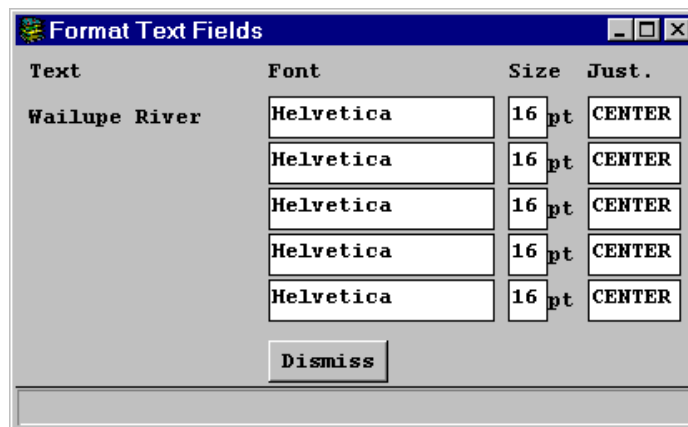 Format Text Fields
Text Font Size Just.
Wailupe River Helvetica 16 pt CENTER
Helvetica 16 pt CENTER
Helvetica 16 pt CENTER
Helvetica 16 pt CENTER
Helvetica 16 pt CENTER
Dismiss